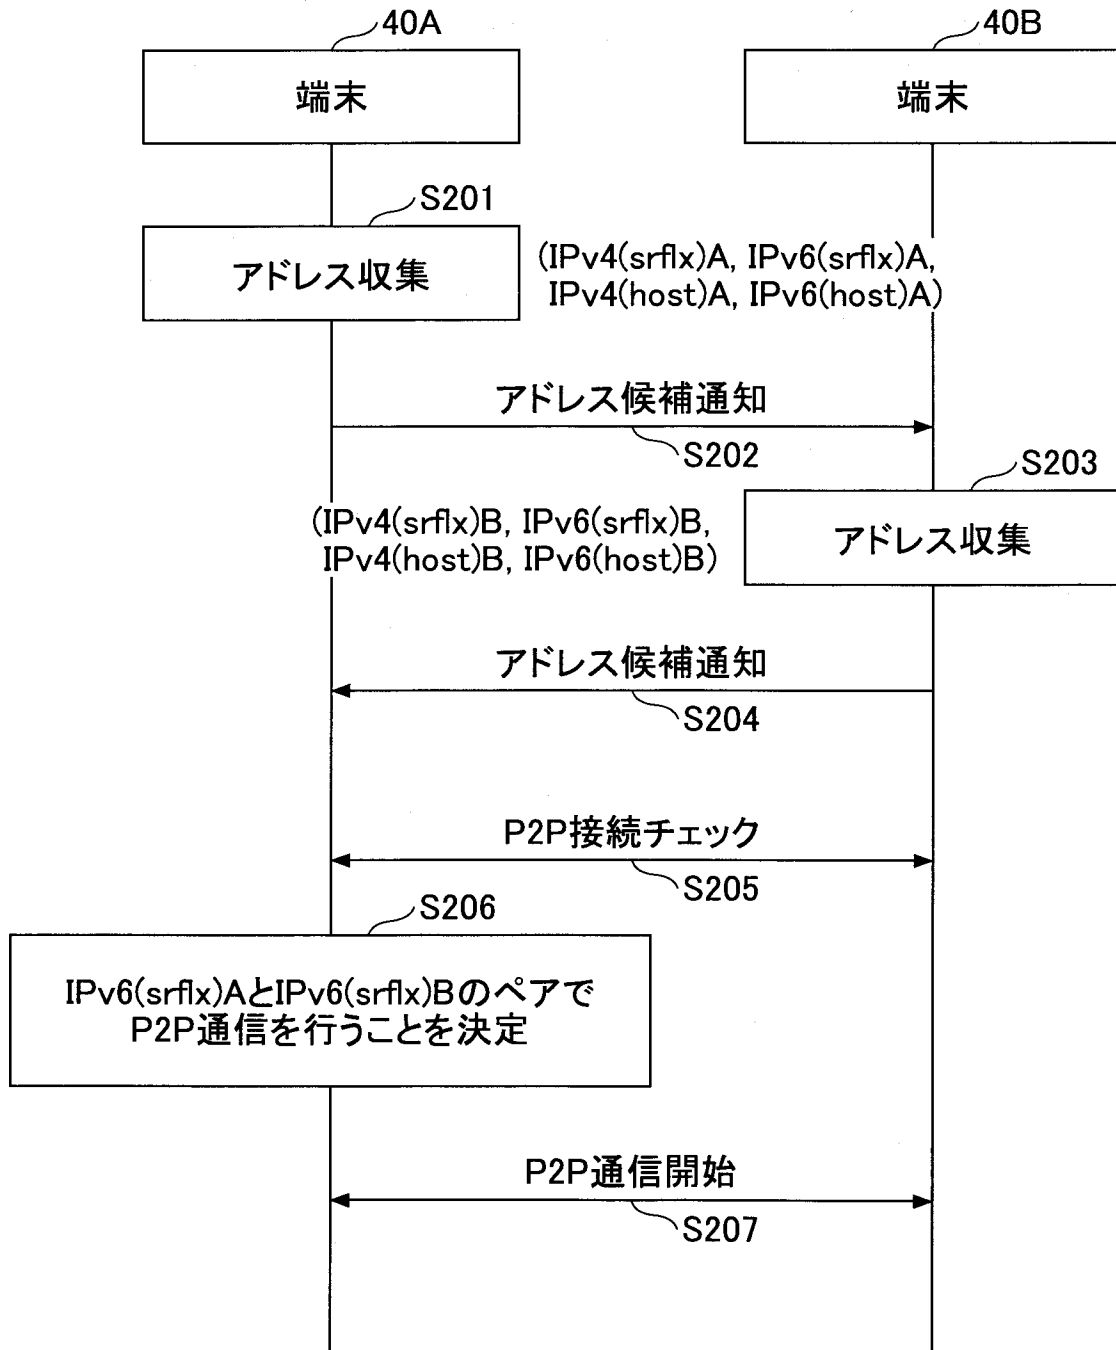 40A
40B
端末
端末
S201
アドレス収集
(IPv4(srflx)A, IPv6(srflx)A,
IPv4(host)A, IPv6(host)A)
アドレス候補通知
S202
S203
(IPv4(srflx)B, IPv6(srflx)B,
IPv4(host)B, IPv6(host)B)
アドレス収集
アドレス候補通知
S204
P2P接続チェック
S205
S206
IPv6(srflx)AとIPv6(srflx)Bのペアで
P2P通信を行うことを決定
P2P通信開始
S207